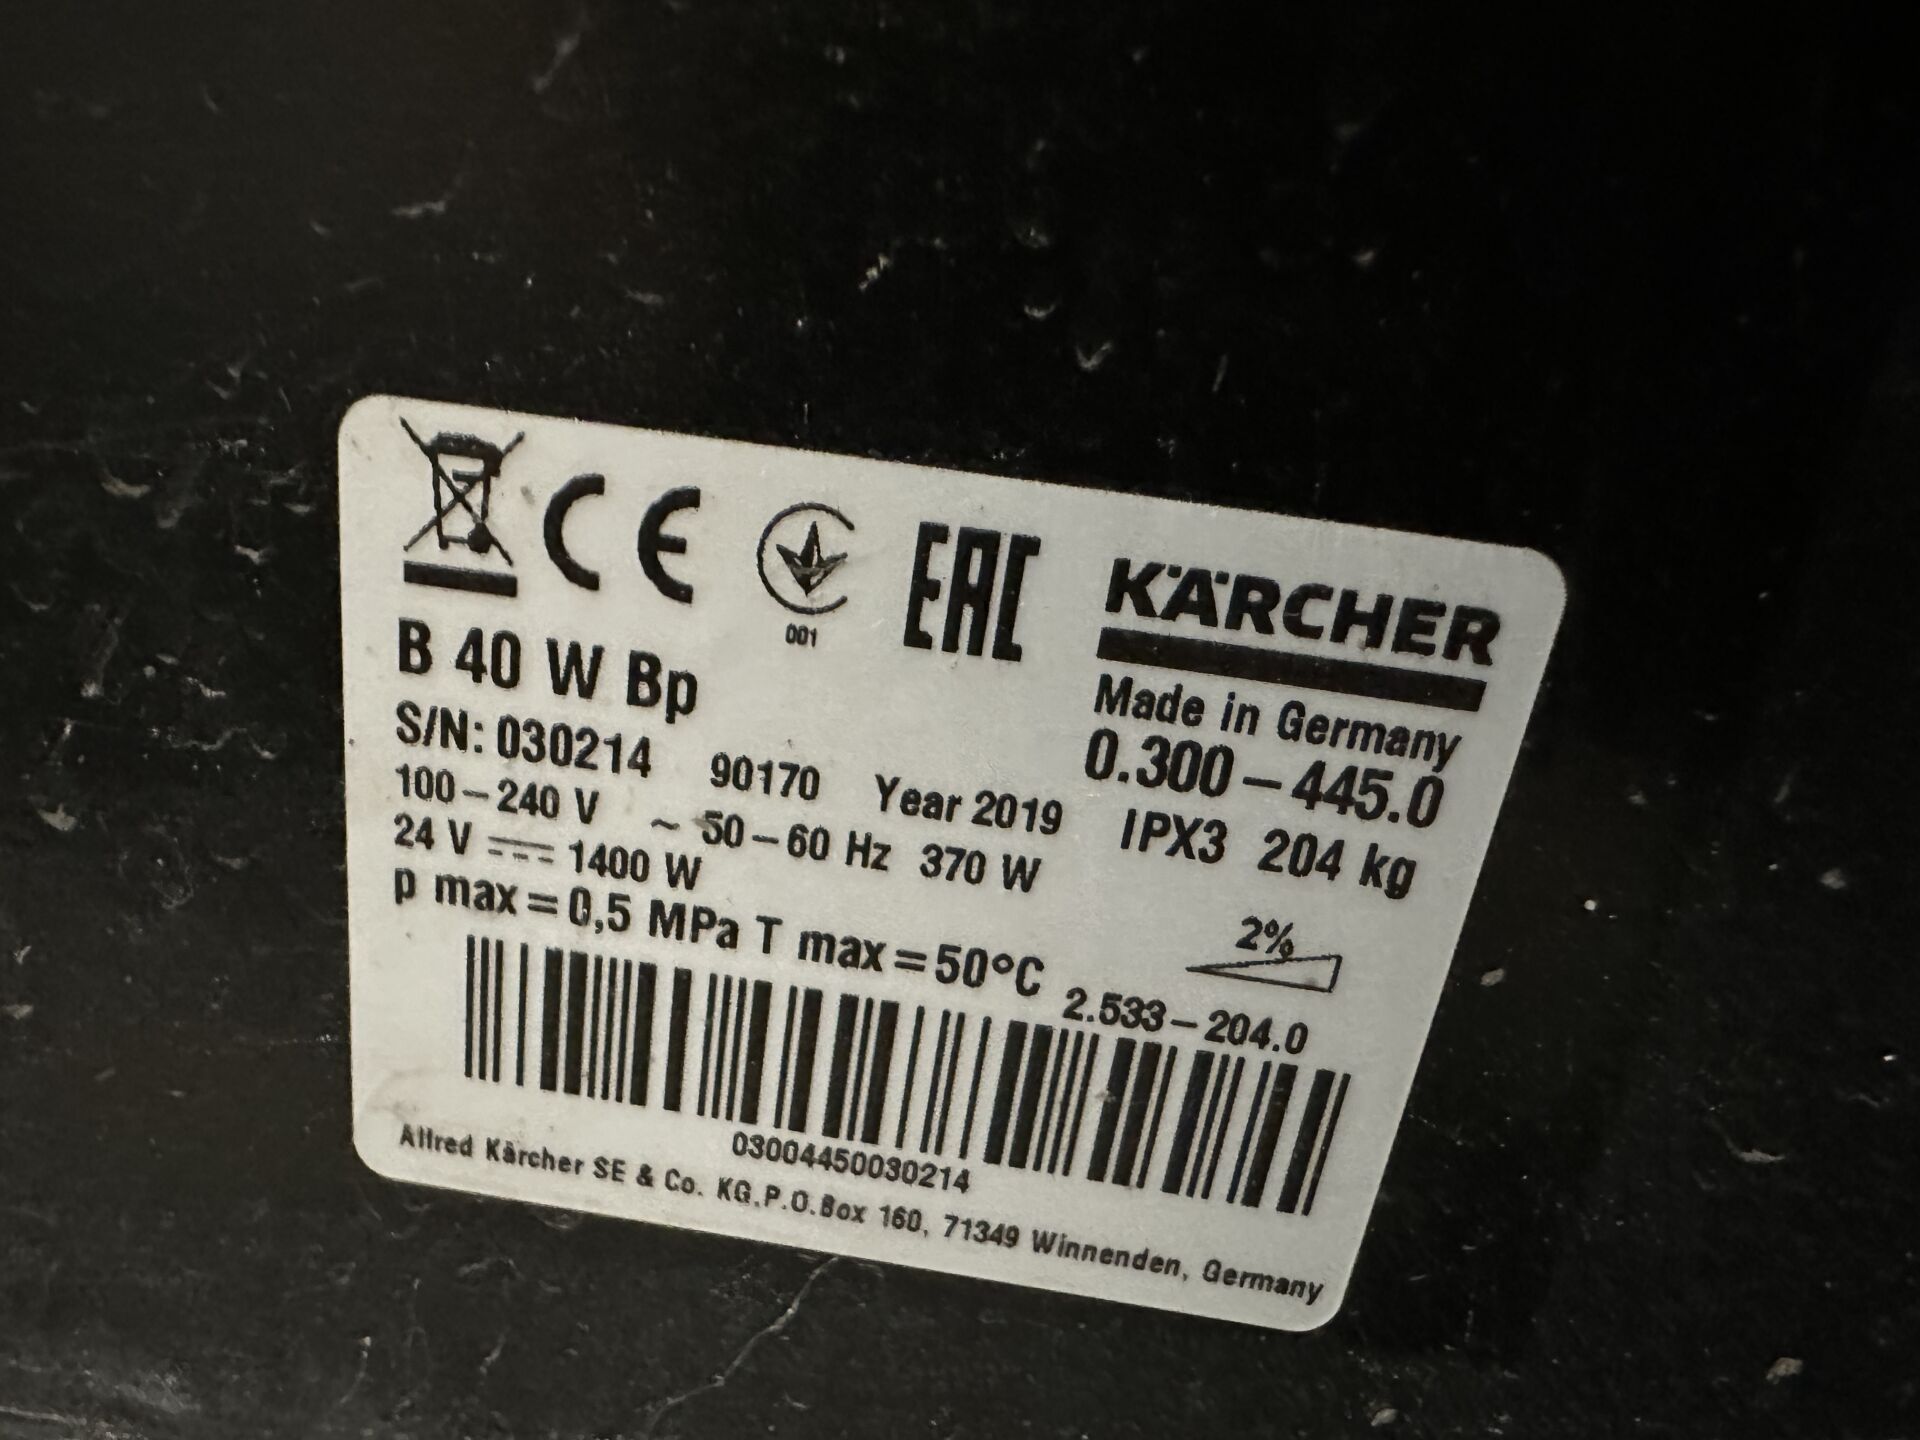 CE
001
EAC
KÄRCHER
B 40 W Bp
Made in Germany
S/N: 030214 90170 Year 2019 0.300-445.0
100-240 V ~ 50-60 Hz 370 W IPX3 204 kg
24 V 1400 W
p max=0,5 MPa T max=50°C
2%
2.533-204.0
03004450030214
Alfred Kärcher SE & Co. KG,P.O.Box 160, 71349 Winnenden, Germany